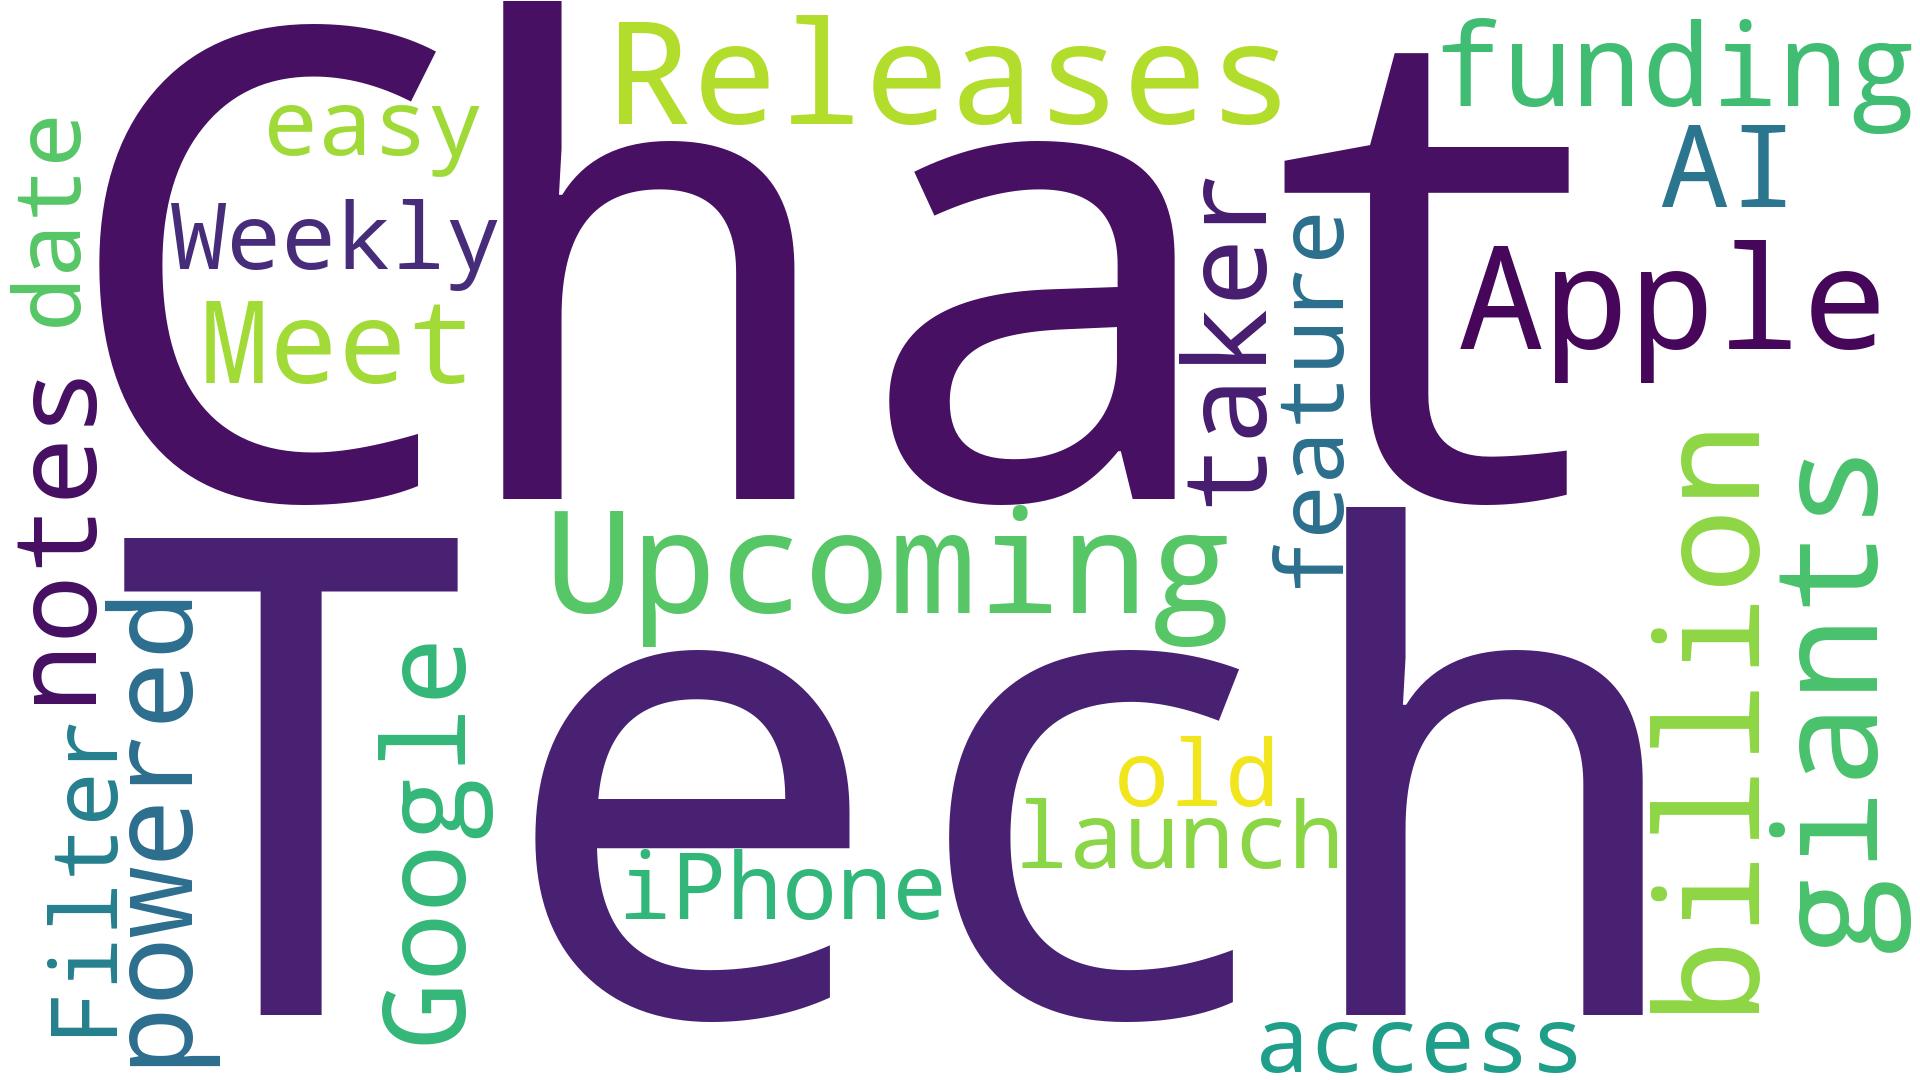 Chat
Releases
funding
easy
AI
date
Weekly
taker
feature
Apple
Meet
notes
billion
giants
Upcoming
Tech
powered
Google
Filter
old
launch
iPhone
access